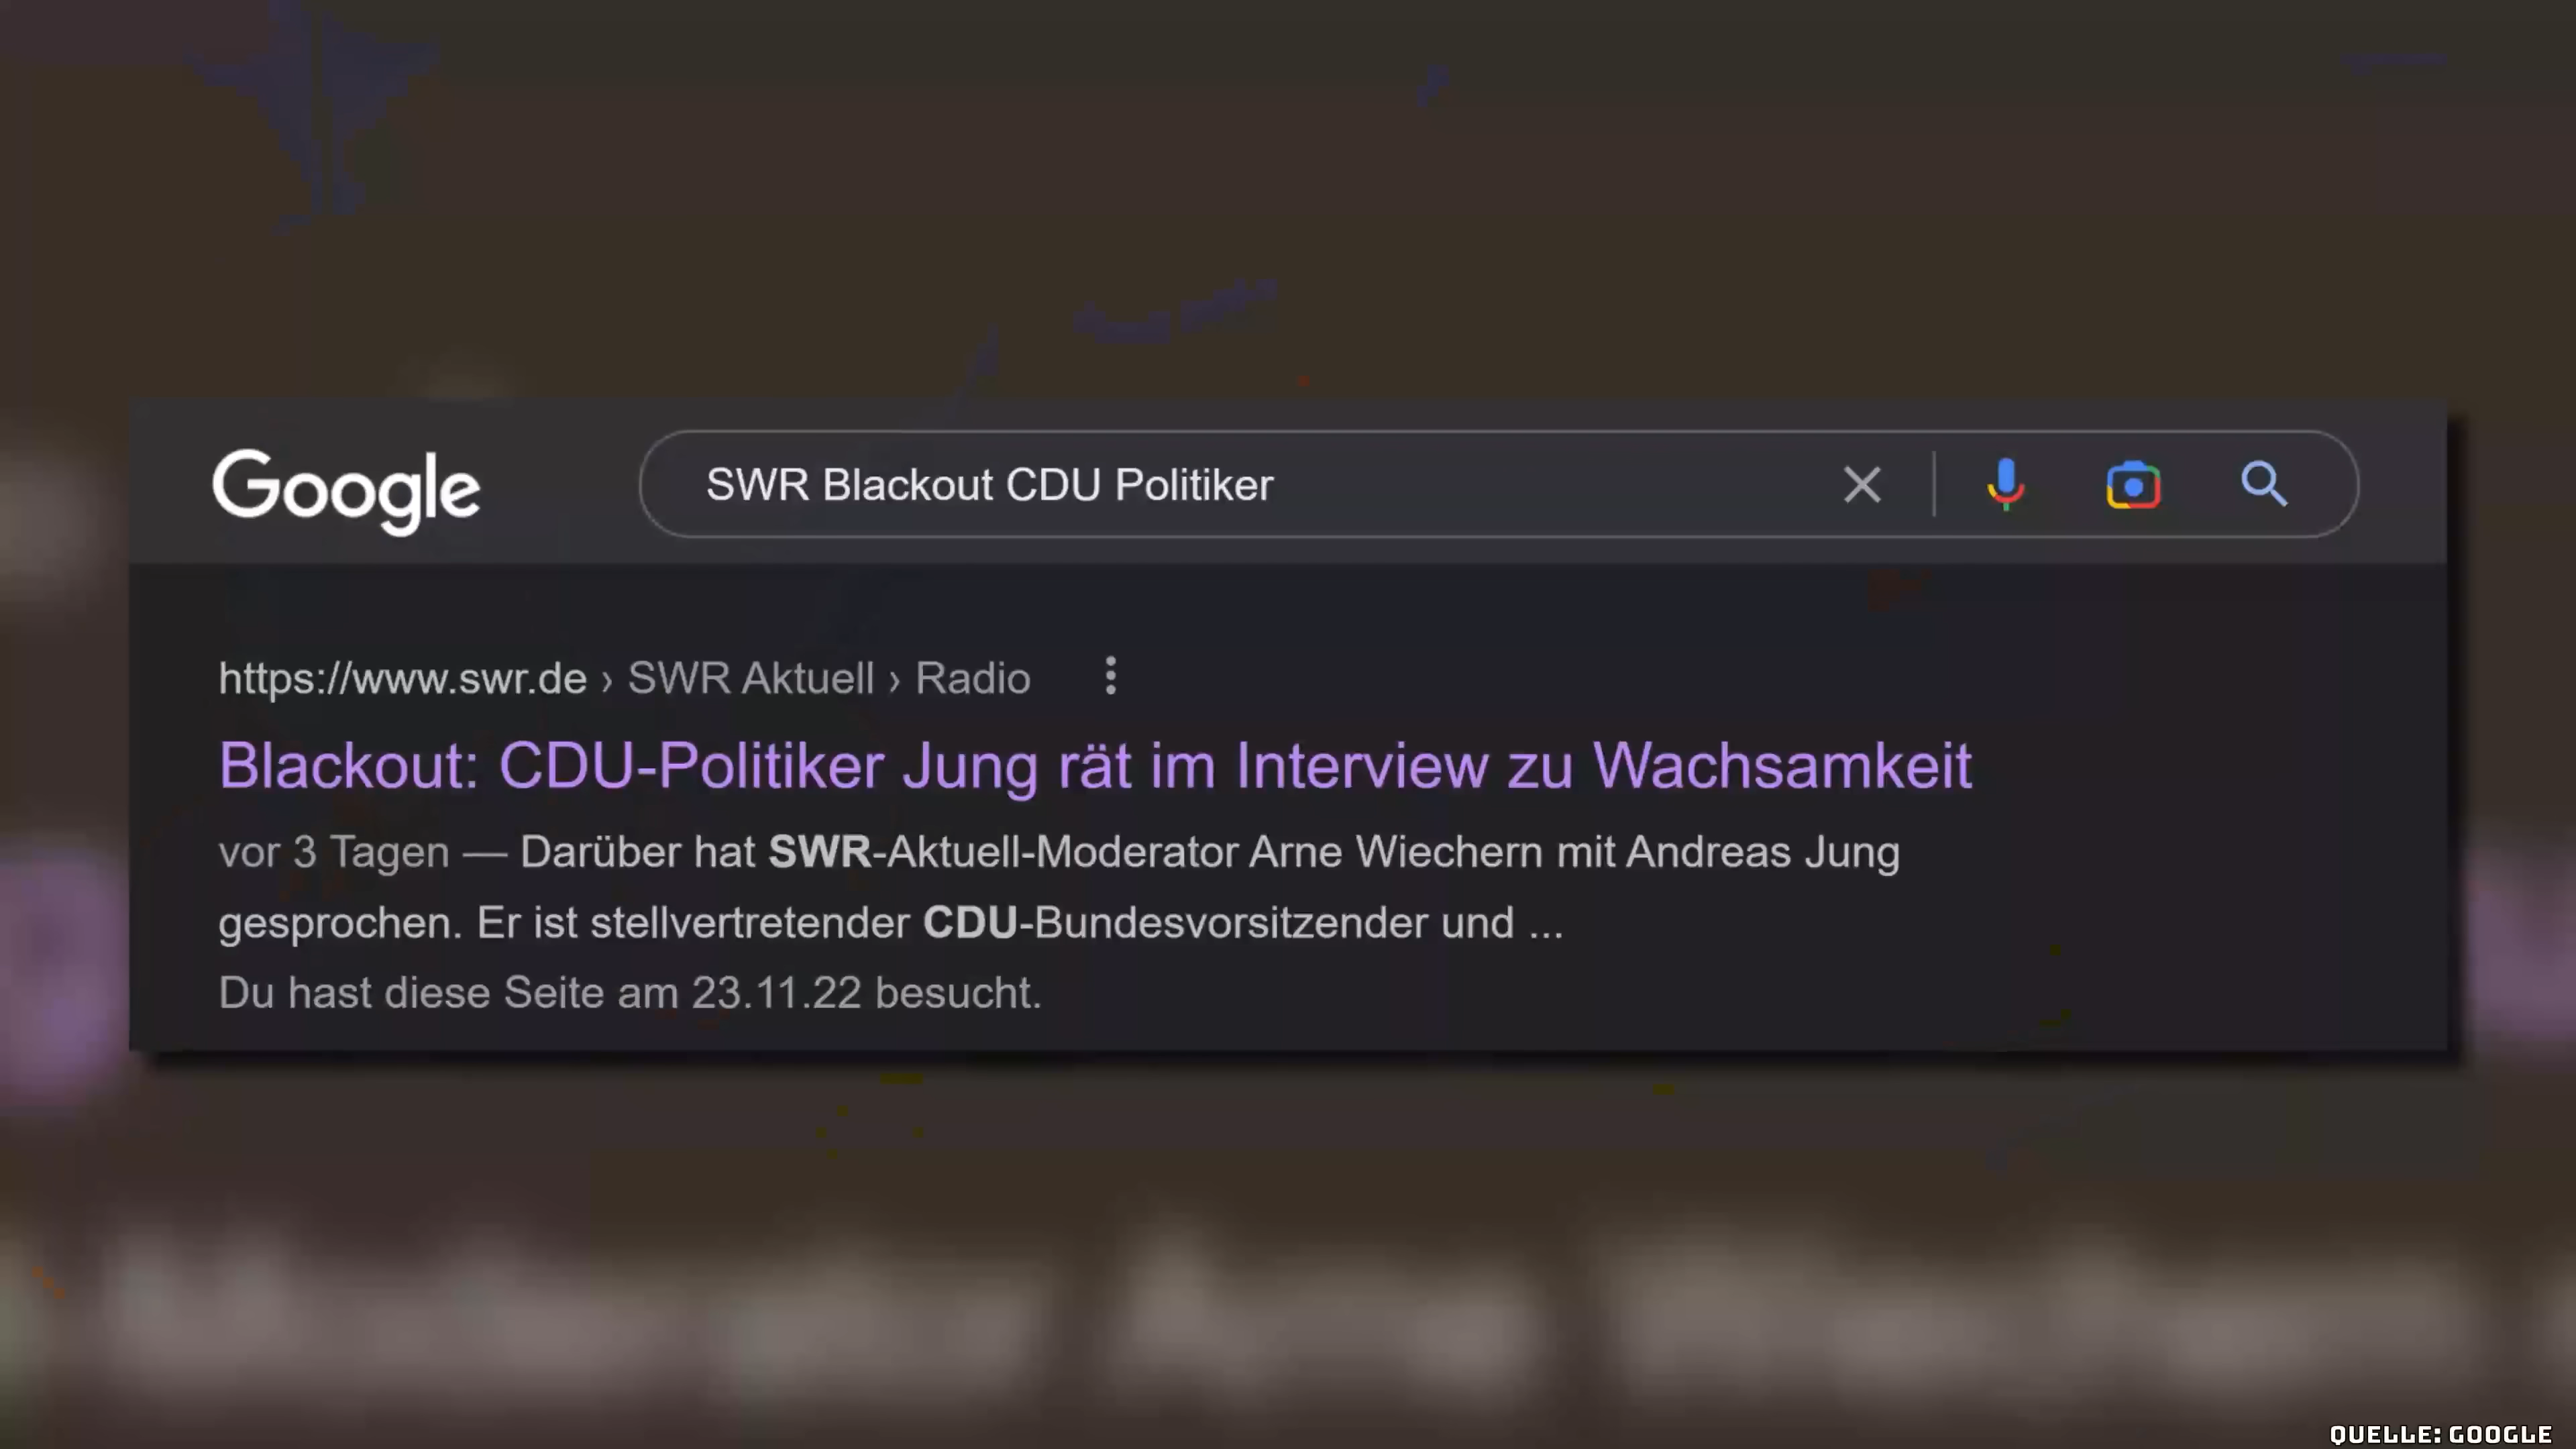 Google
SWR Blackout CDU Politiker
https://www.swr.de › SWR Aktuell › Radio
Blackout: CDU-Politiker Jung rät im Interview zu Wachsamkeit
vor 3 Tagen — Darüber hat SWR-Aktuell-Moderator Arne Wiechern mit Andreas Jung
gesprochen. Er ist stellvertretender CDU-Bundesvorsitzender und ...
Du hast diese Seite am 23.11.22 besucht.
QUELLE: GOOGLE